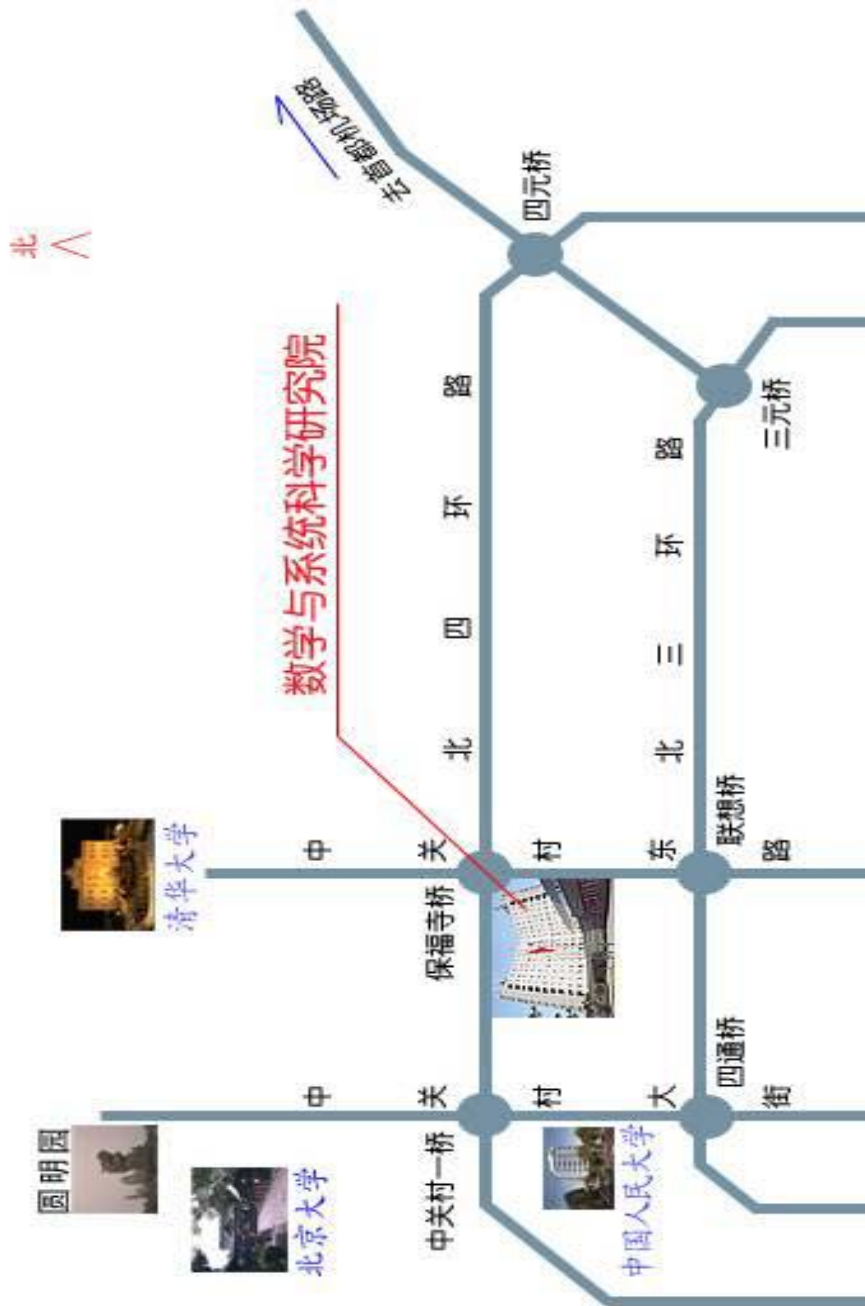 北
去首都机场路
四元桥
数学与系统科学研究院
北四环路
三元桥
北三环路
清华大学
中关村东路
保福寺桥
联想桥
圆明园
北京大学
中关村大街
中关村一桥
四通桥
中国人民大学